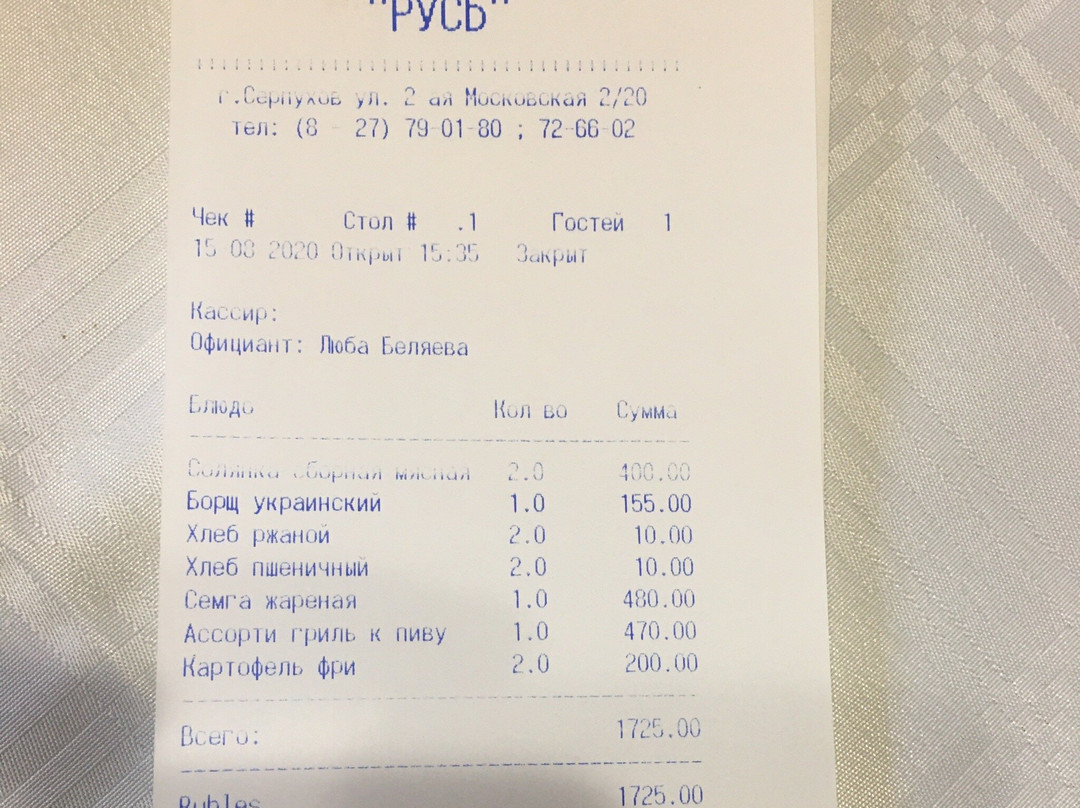 "РУСЬ"
г.Серпухов ул. 2 ая Московская 2/20
тел: (8 - 27) 79-01-80 ; 72-66-02
Чек # Стол # .1 Гостей 1
15 08 2020 Открыт 15:35 Закрыт
Кассир:
Официант: Люба Беляева
Блюдо Кол во Сумма
Солянка сборная мясная 2.0 400.00
Борщ украинский 1.0 155.00
Хлеб ржаной 2.0 10.00
Хлеб пшеничный 2.0 10.00
Семга жареная 1.0 480.00
Ассорти гриль к пиву 1.0 470.00
Картофель фри 2.0 200.00
Всего: 1725.00
Rubles 1725.00